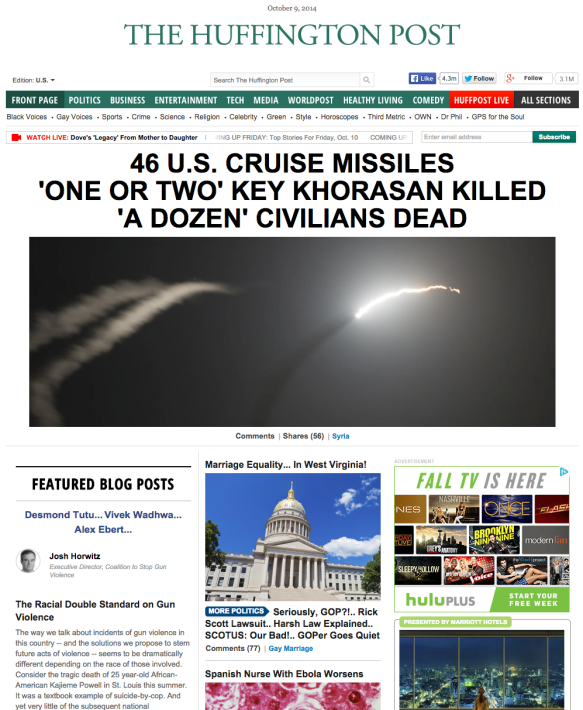 October 9, 2014
THE HUFFINGTON POST
Edition: U.S.
Search The Huffington Post
Like 4.3m Follow Follow 3.1M
FRONT PAGE POLITICS BUSINESS ENTERTAINMENT TECH MEDIA WORLDPOST HEALTHY LIVING COMEDY HUFFPOST LIVE ALL SECTIONS
Black Voices • Gay Voices • Sports • Crime • Science • Religion • Celebrity • Green • Style • Horoscopes • Third Metric • OWN • Dr Phil • GPS for the Soul
WATCH LIVE: Dove's 'Legacy' From Mother to Daughter | ING UP FRIDAY: Top Stories For Friday, Oct. 10 COMING UP
Enter email address Subscribe
46 U.S. CRUISE MISSILES
'ONE OR TWO' KEY KHORASAN KILLED
'A DOZEN' CIVILIANS DEAD
Comments | Shares (56) | Syria
FEATURED BLOG POSTS
Desmond Tutu... Vivek Wadhwa...
Alex Ebert...
Josh Horwitz
Executive Director, Coalition to Stop Gun
Violence
The Racial Double Standard on Gun
Violence
The way we talk about incidents of gun violence in
this country -- and the solutions we propose to stem
future acts of violence -- seems to be dramatically
different depending on the race of those involved.
Consider the tragic death of 25 year-old African-
American Kajieme Powell in St. Louis this summer.
It was a textbook example of suicide-by-cop. And
yet very little of the subsequent national
Marriage Equality... In West Virginia!
MORE POLITICS Seriously, GOP?!.. Rick
Scott Lawsuit.. Harsh Law Explained..
SCOTUS: Our Bad!.. GOPer Goes Quiet
Comments (77) | Gay Marriage
Spanish Nurse With Ebola Worsens
ADVERTISEMENT
FALL TV IS HERE
NES NASHVILLE ONCE FLASH
GREY'S ANATOMY BROOKLYN NINE-NINE modern fam
SLEEPY HOLLOW the Voice
hulu PLUS START YOUR
FREE WEEK
PRESENTED BY MARRIOTT HOTELS